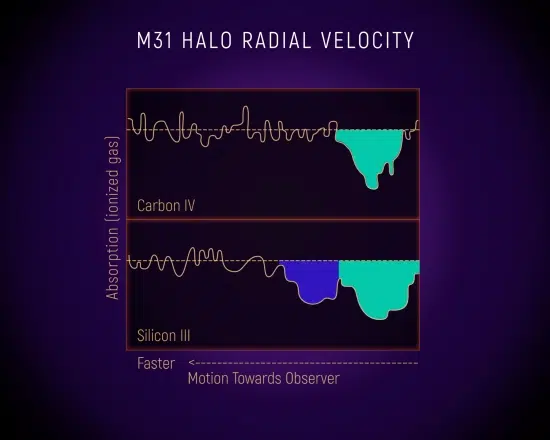 M31 HALO RADIAL VELOCITY
Absorption (ionized gas)
Carbon IV
Silicon III
Faster
Motion Towards Observer